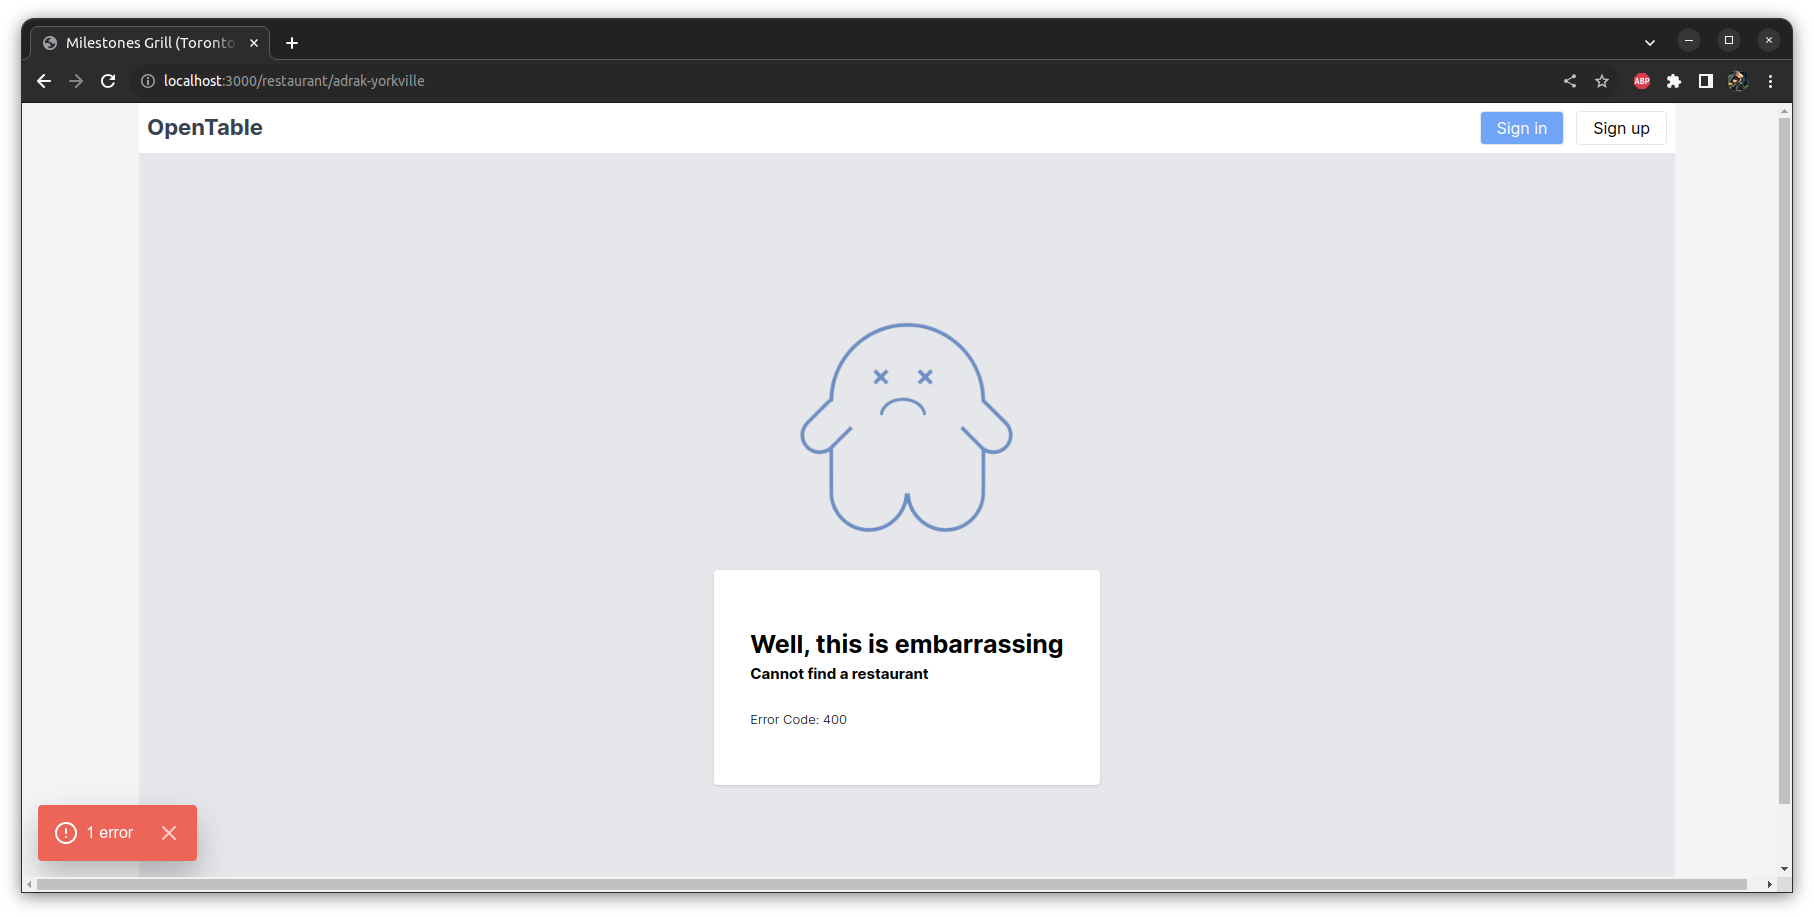 Milestones Grill (Toronto
localhost:3000/restaurant/adrak-yorkville
ABP
OpenTable
Sign in
Sign up
Well, this is embarrassing
Cannot find a restaurant
Error Code: 400
1 error